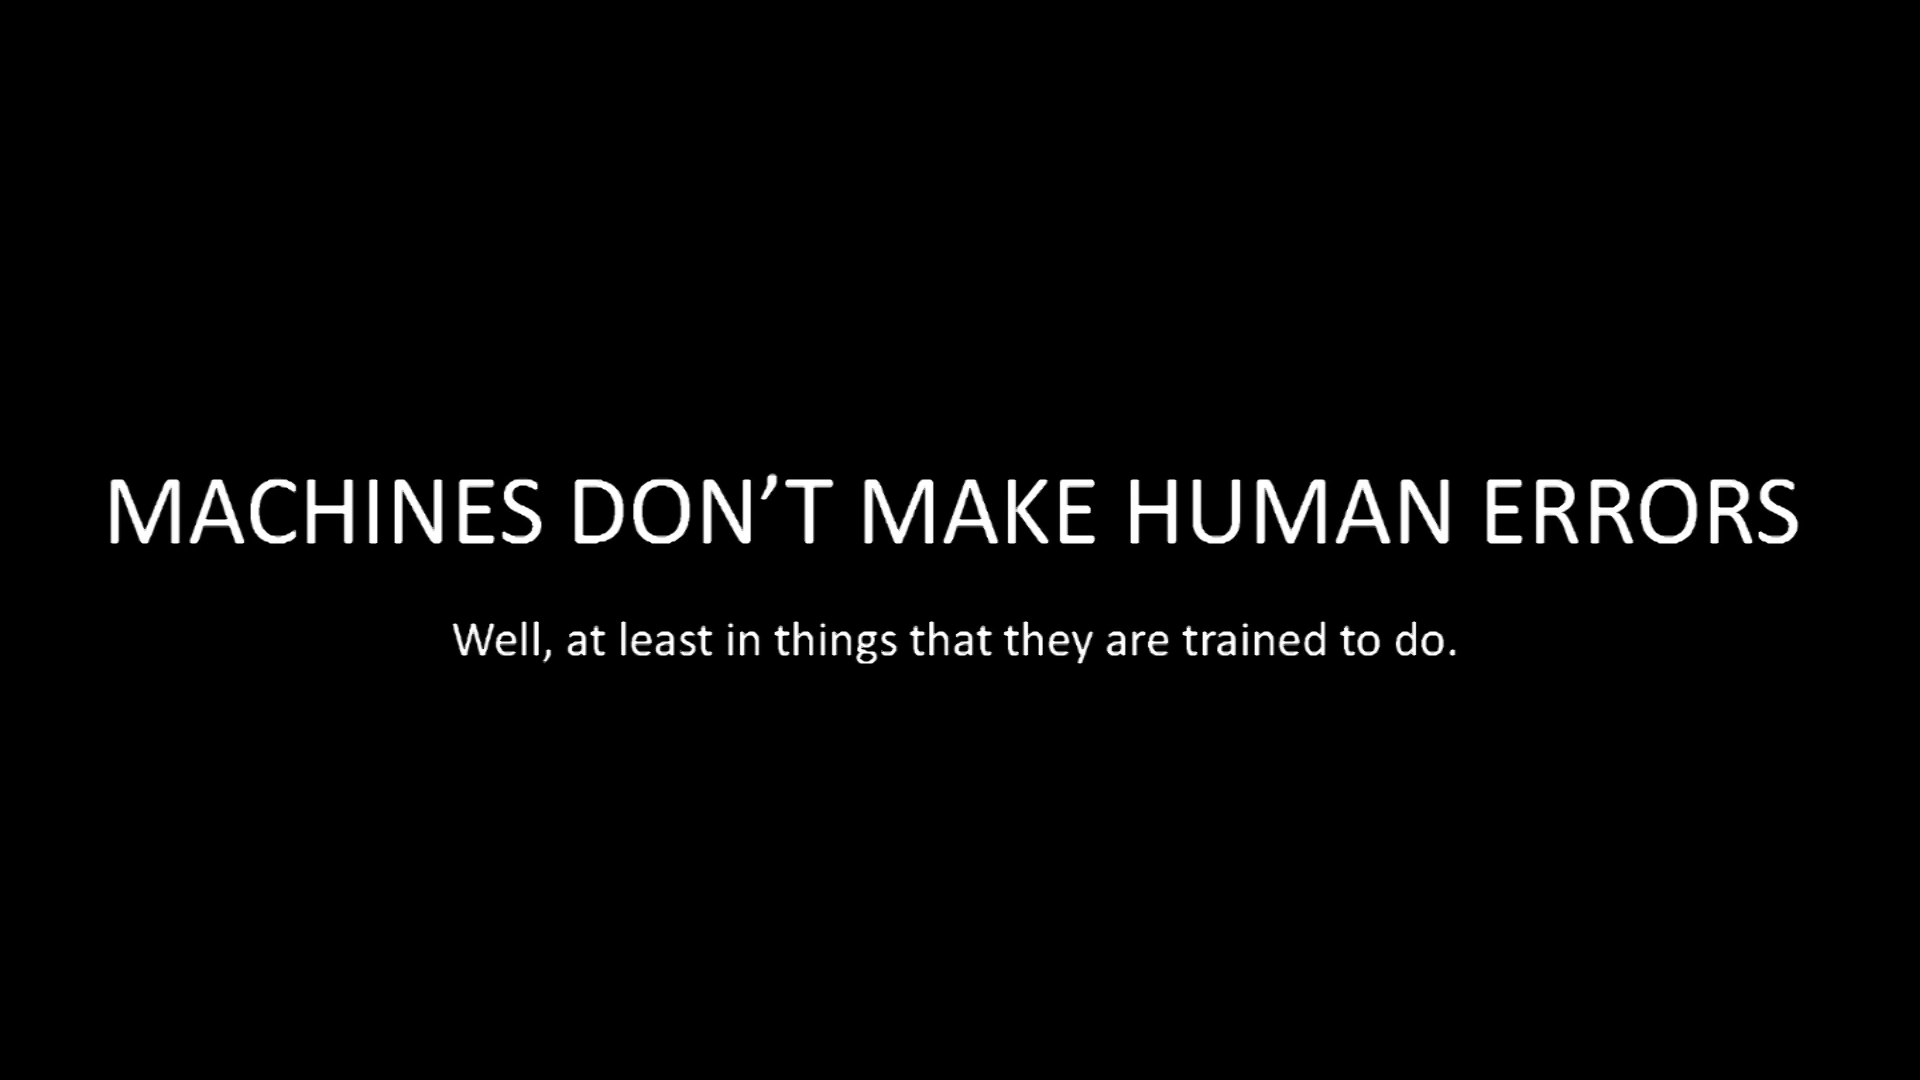 MACHINES DON’T MAKE HUMAN ERRORS
Well, at least in things that they are trained to do.